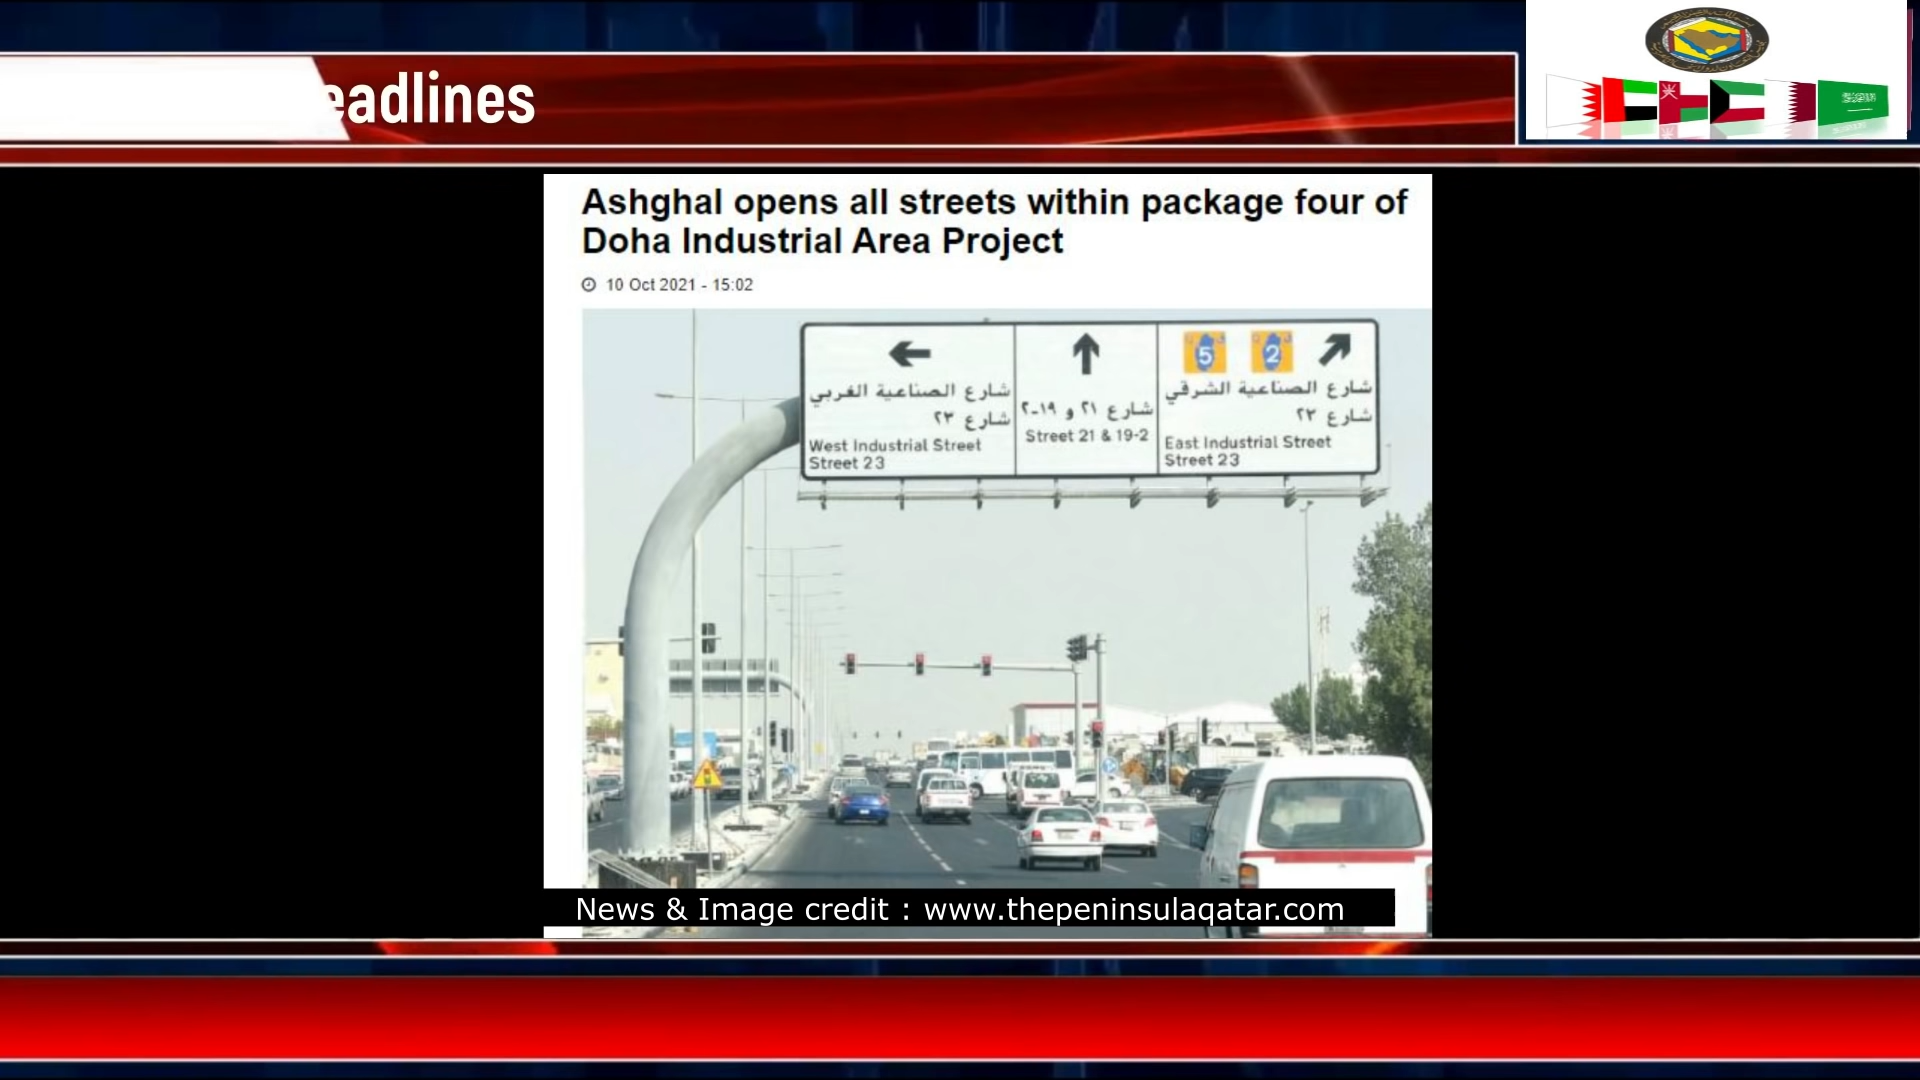 eadlines
Ashghal opens all streets within package four of
Doha Industrial Area Project
10 Oct 2021 - 15:02
شارع الصناعية الغربي
شارع ٢٣
West Industrial Street
Street 23
شارع ٢١ و ١٩-٢
Street 21 & 19-2
5 2
شارع الصناعية الشرقي
شارع ٢٣
East Industrial Street
Street 23
News & Image credit : www.thepeninsulaqatar.com